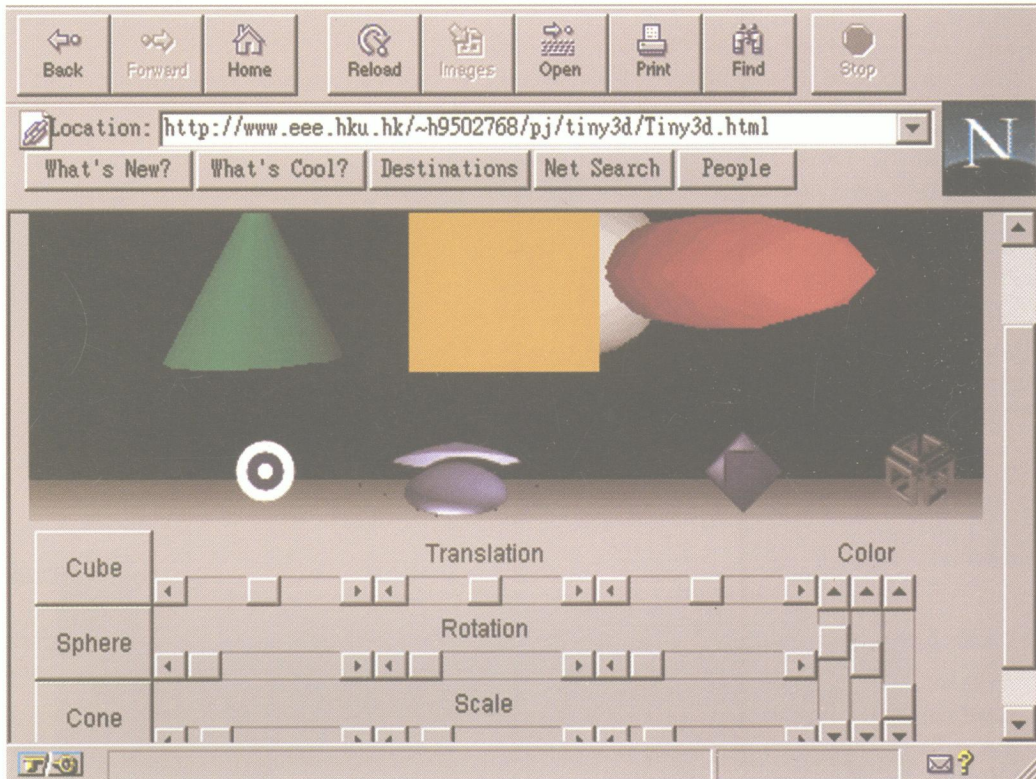 Back Forward Home Reload Images Open Print Find Stop
Location: http://www.eee.hku.hk/~h9502768/pj/tiny3d/Tiny3d.html
N
What's New? What's Cool? Destinations Net Search People
Cube Translation Color
Sphere Rotation
Cone Scale
?